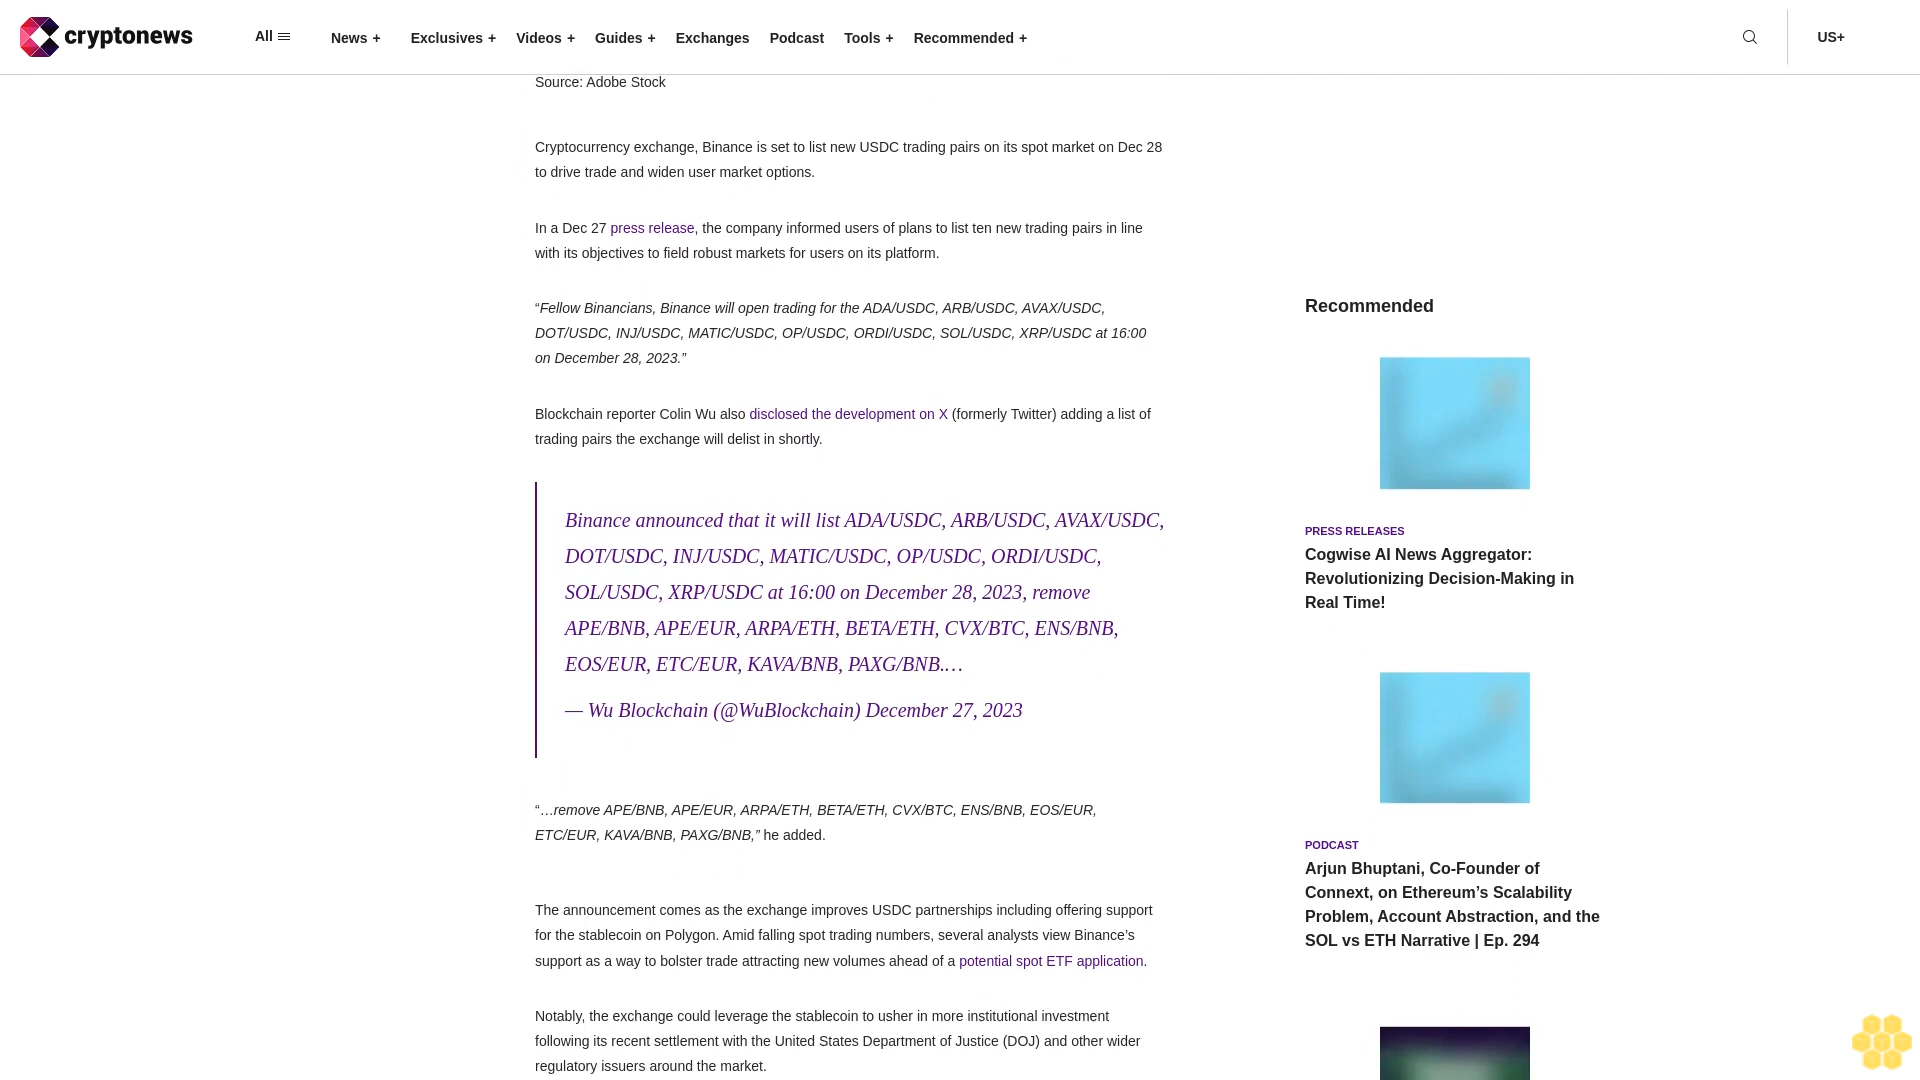 cryptonews
All
News +
Exclusives +
Videos +
Guides +
Exchanges
Podcast
Tools +
Recommended +
US+
Source: Adobe Stock
Cryptocurrency exchange, Binance is set to list new USDC trading pairs on its spot market on Dec 28
to drive trade and widen user market options.
In a Dec 27 press release, the company informed users of plans to list ten new trading pairs in line
with its objectives to field robust markets for users on its platform.
“Fellow Binancians, Binance will open trading for the ADA/USDC, ARB/USDC, AVAX/USDC,
DOT/USDC, INJ/USDC, MATIC/USDC, OP/USDC, ORDI/USDC, SOL/USDC, XRP/USDC at 16:00
on December 28, 2023.”
Blockchain reporter Colin Wu also disclosed the development on X (formerly Twitter) adding a list of
trading pairs the exchange will delist in shortly.
Binance announced that it will list ADA/USDC, ARB/USDC, AVAX/USDC,
DOT/USDC, INJ/USDC, MATIC/USDC, OP/USDC, ORDI/USDC,
SOL/USDC, XRP/USDC at 16:00 on December 28, 2023, remove
APE/BNB, APE/EUR, ARPA/ETH, BETA/ETH, CVX/BTC, ENS/BNB,
EOS/EUR, ETC/EUR, KAVA/BNB, PAXG/BNB.…
— Wu Blockchain (@WuBlockchain) December 27, 2023
“…remove APE/BNB, APE/EUR, ARPA/ETH, BETA/ETH, CVX/BTC, ENS/BNB, EOS/EUR,
ETC/EUR, KAVA/BNB, PAXG/BNB,” he added.
The announcement comes as the exchange improves USDC partnerships including offering support
for the stablecoin on Polygon. Amid falling spot trading numbers, several analysts view Binance’s
support as a way to bolster trade attracting new volumes ahead of a potential spot ETF application.
Notably, the exchange could leverage the stablecoin to usher in more institutional investment
following its recent settlement with the United States Department of Justice (DOJ) and other wider
regulatory issuers around the market.
Recommended
PRESS RELEASES
Cogwise AI News Aggregator:
Revolutionizing Decision-Making in
Real Time!
PODCAST
Arjun Bhuptani, Co-Founder of
Connext, on Ethereum’s Scalability
Problem, Account Abstraction, and the
SOL vs ETH Narrative | Ep. 294